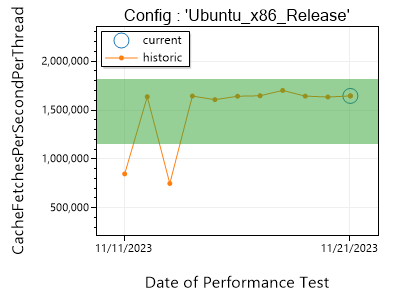 Config : 'Ubuntu_x86_Release'
CacheFetchesPerSecondPerThread
current
historic
2,000,000
1,500,000
1,000,000
500,000
11/11/2023 11/21/2023
Date of Performance Test